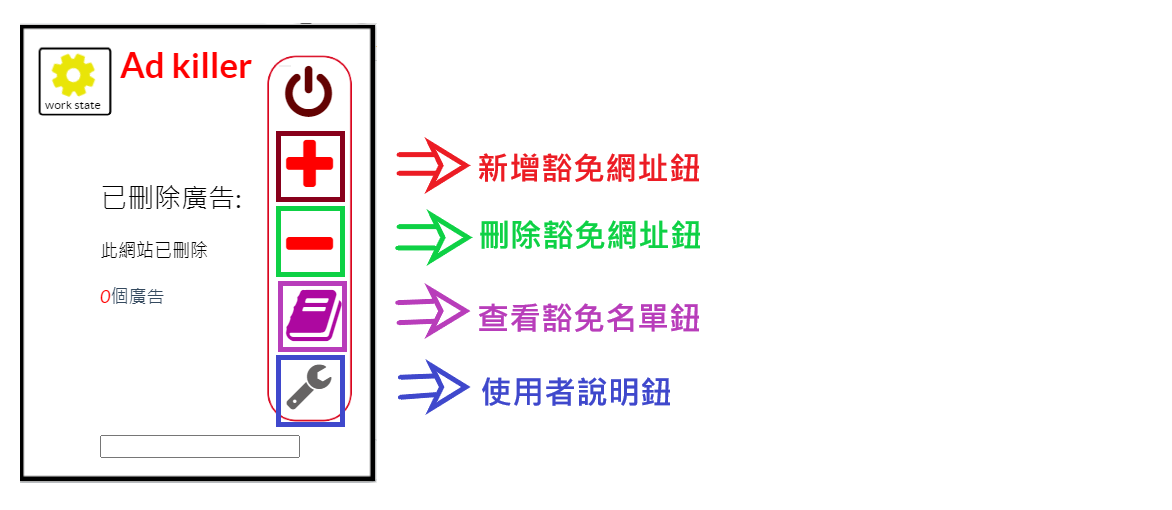 Ad killer
work state
已刪除廣告:
此網站已刪除
0個廣告
新增豁免網址鈕
刪除豁免網址鈕
查看豁免名單鈕
使用者說明鈕